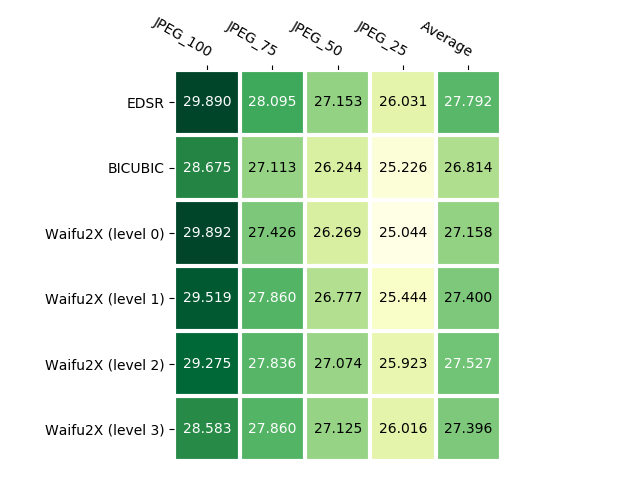 JPEG_100 JPEG_75 JPEG_50 JPEG_25 Average
EDSR 29.890 28.095 27.153 26.031 27.792
BICUBIC 28.675 27.113 26.244 25.226 26.814
Waifu2X (level 0) 29.892 27.426 26.269 25.044 27.158
Waifu2X (level 1) 29.519 27.860 26.777 25.444 27.400
Waifu2X (level 2) 29.275 27.836 27.074 25.923 27.527
Waifu2X (level 3) 28.583 27.860 27.125 26.016 27.396